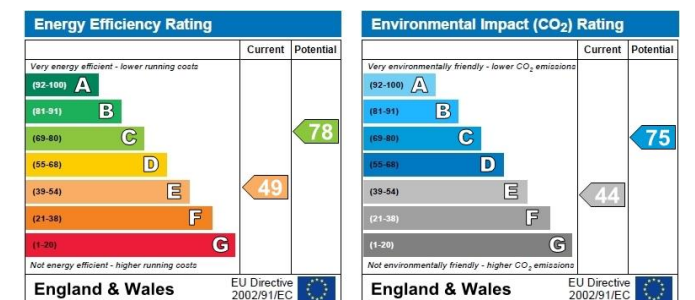 Energy Efficiency Rating
Current Potential
Very energy efficient - lower running costs
(92-100) A
(81-91) B
(69-80) C
78
(55-68) D
(39-54) E
49
(21-38) F
(1-20) G
Not energy efficient - higher running costs
England & Wales
EU Directive
2002/91/EC
Environmental Impact (CO2) Rating
Current Potential
Very environmentally friendly - lower CO2 emissions
(92-100) A
(81-91) B
(69-80) C
75
(55-68) D
(39-54) E
44
(21-38) F
(1-20) G
Not environmentally friendly - higher CO2 emissions
England & Wales
EU Directive
2002/91/EC